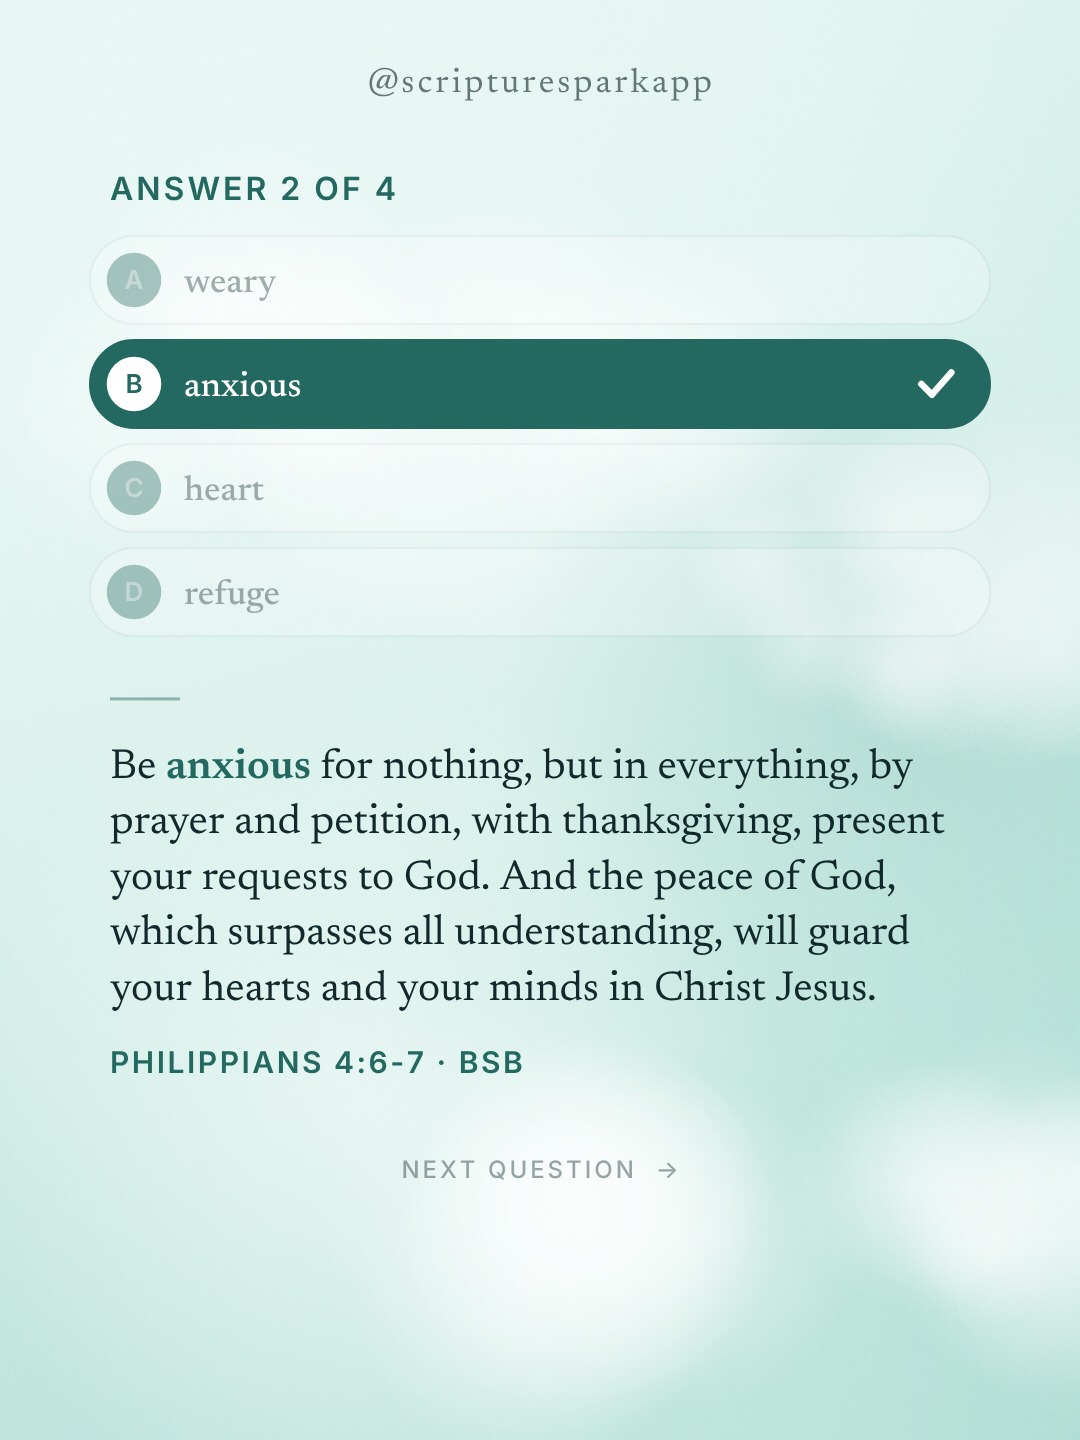 @scripturesparkapp
ANSWER 2 OF 4
A weary
B anxious
C heart
D refuge
Be anxious for nothing, but in everything, by
prayer and petition, with thanksgiving, present
your requests to God. And the peace of God,
which surpasses all understanding, will guard
your hearts and your minds in Christ Jesus.
PHILIPPIANS 4:6-7 · BSB
NEXT QUESTION →